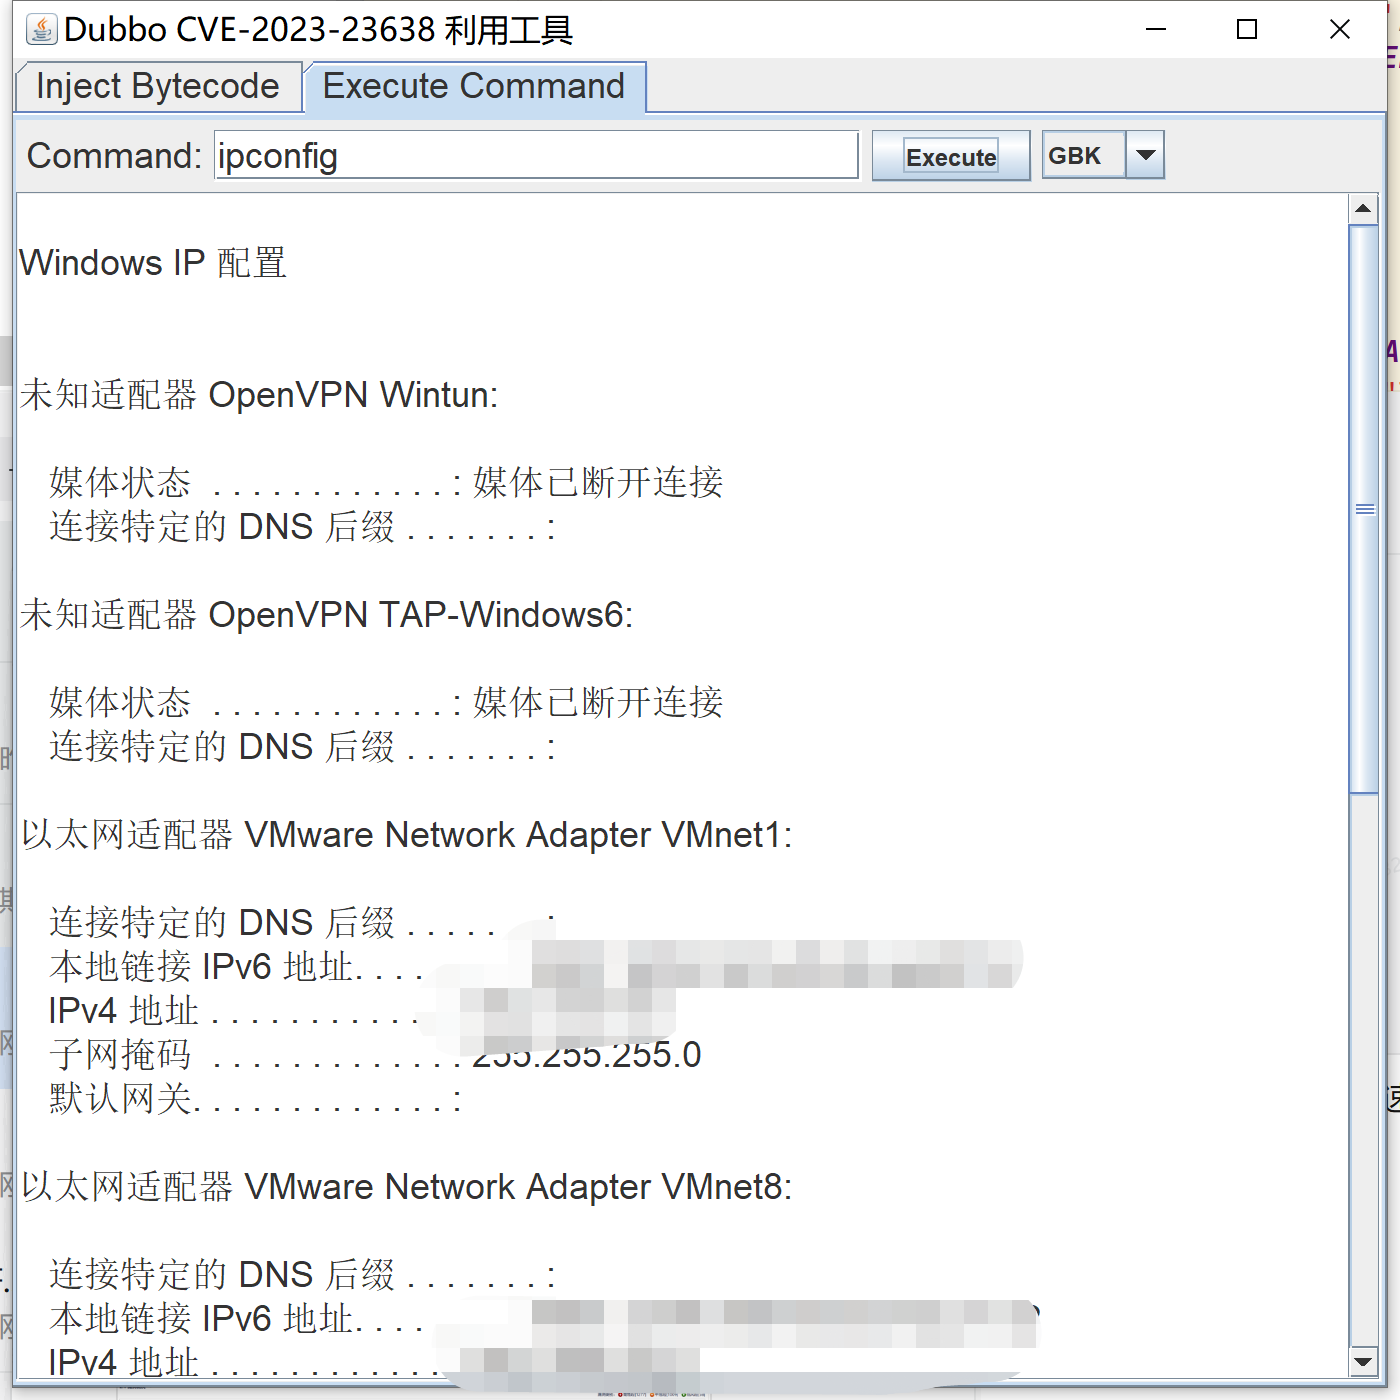 Dubbo CVE-2023-23638 利用工具
Inject Bytecode Execute Command
Command: ipconfig Execute GBK
Windows IP 配置
未知适配器 OpenVPN Wintun:
媒体状态 . . . . . . . . . . . . : 媒体已断开连接
连接特定的 DNS 后缀 . . . . . . . :
未知适配器 OpenVPN TAP-Windows6:
媒体状态 . . . . . . . . . . . . : 媒体已断开连接
连接特定的 DNS 后缀 . . . . . . . :
以太网适配器 VMware Network Adapter VMnet1:
连接特定的 DNS 后缀 . . . . .
本地链接 IPv6 地址. . . .
IPv4 地址 . . . . . . . . . . .
子网掩码 . . . . . . . . . . . . : 255.255.255.0
默认网关. . . . . . . . . . . . . :
以太网适配器 VMware Network Adapter VMnet8:
连接特定的 DNS 后缀 . . . . . . . :
本地链接 IPv6 地址. . . .
IPv4 地址 . . . . . . . . . . . .